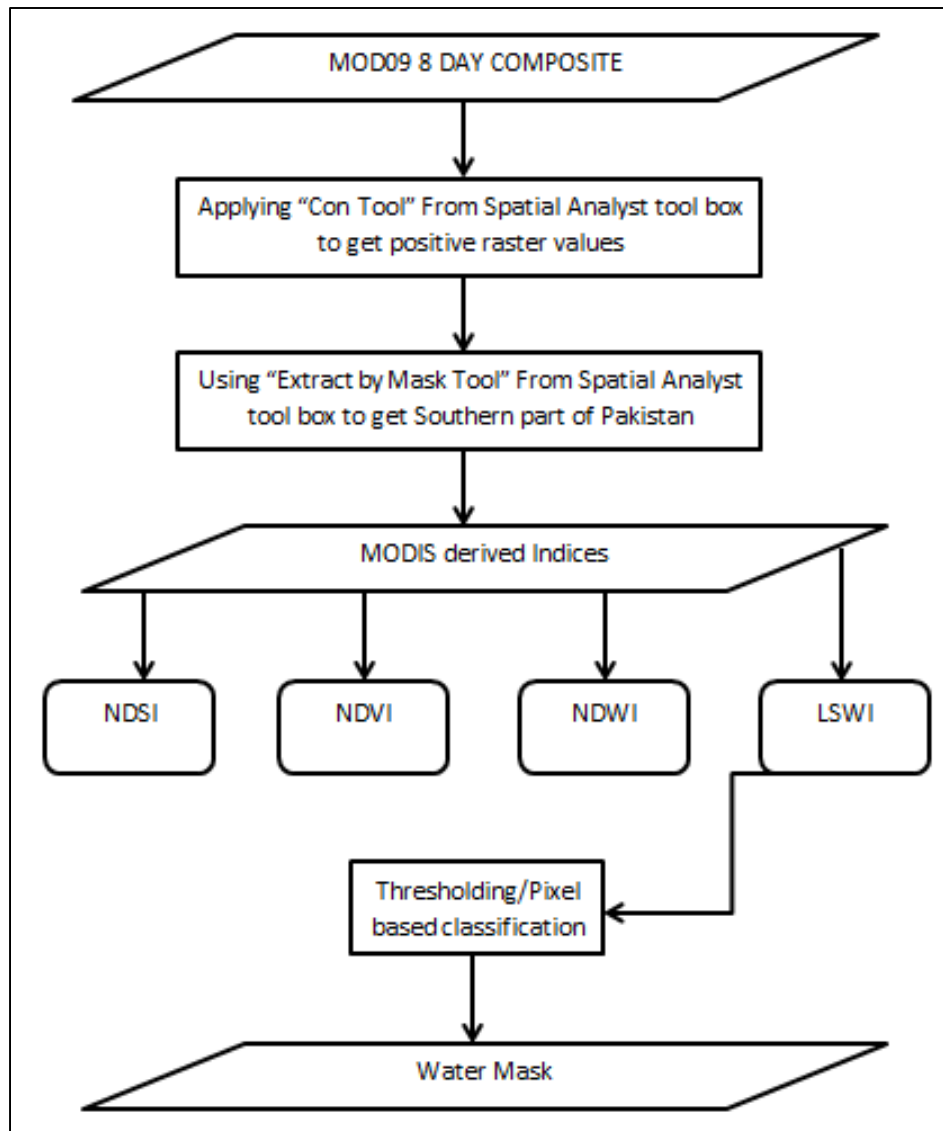 MOD09 8 DAY COMPOSITE
Applying “Con Tool” From Spatial Analyst tool box
to get positive raster values
Using “Extract by Mask Tool” From Spatial Analyst
tool box to get Southern part of Pakistan
MODIS derived Indices
NDSI
NDVI
NDWI
LSWI
Thresholding/Pixel
based classification
Water Mask